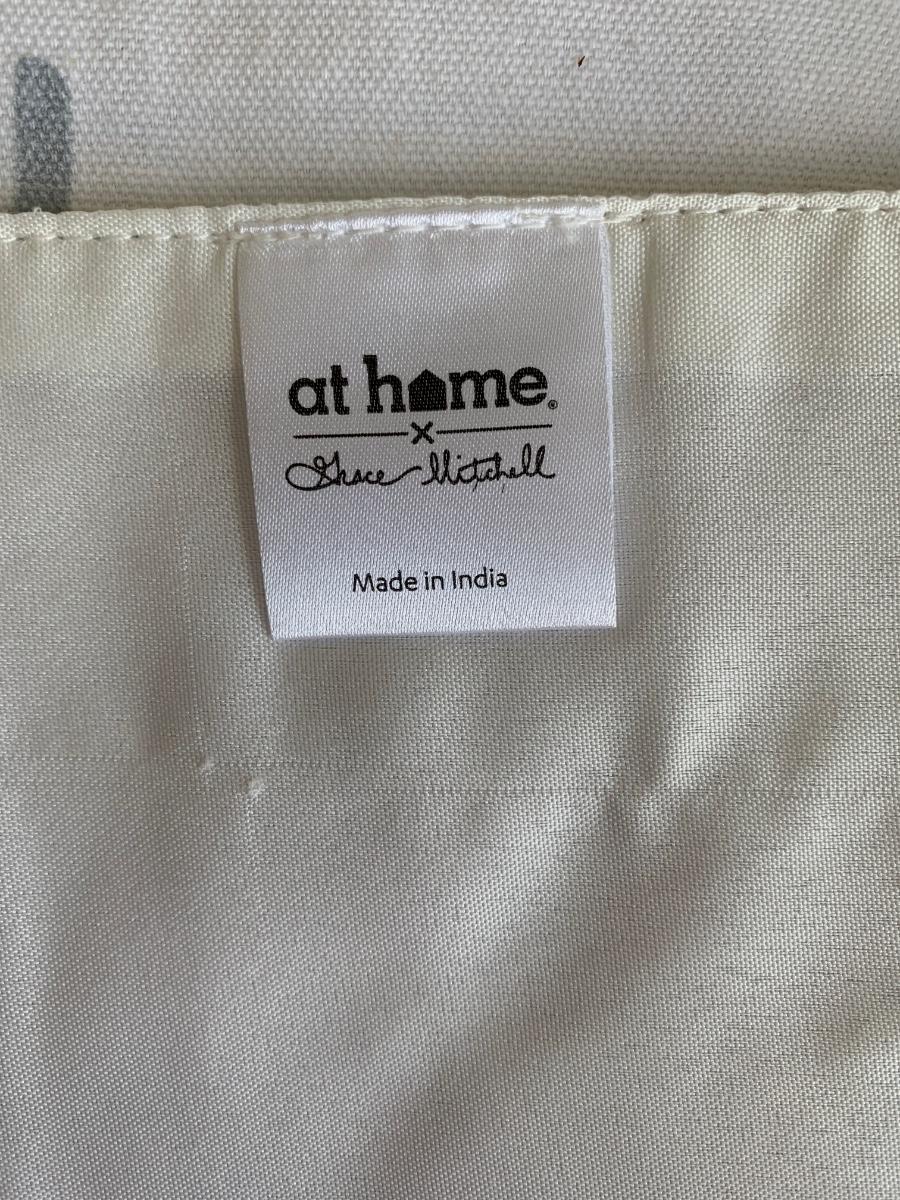 at home®
x
Grace Mitchell
Made in India